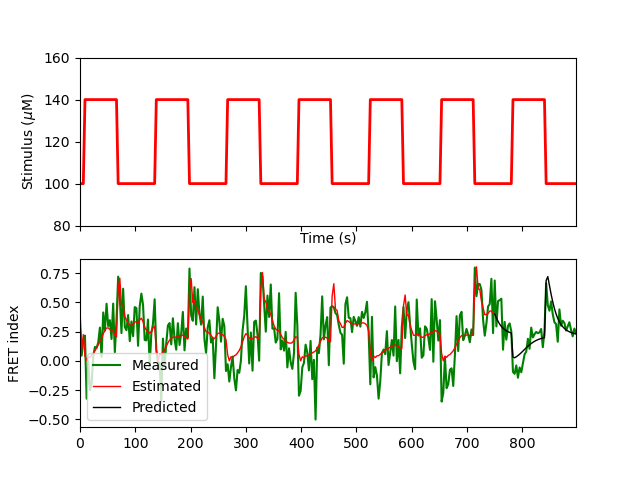 160
140
120
100
80
Stimulus (μM)
Time (s)
0.75
0.50
0.25
0.00
−0.25
−0.50
FRET index
Measured
Estimated
Predicted
0 100 200 300 400 500 600 700 800